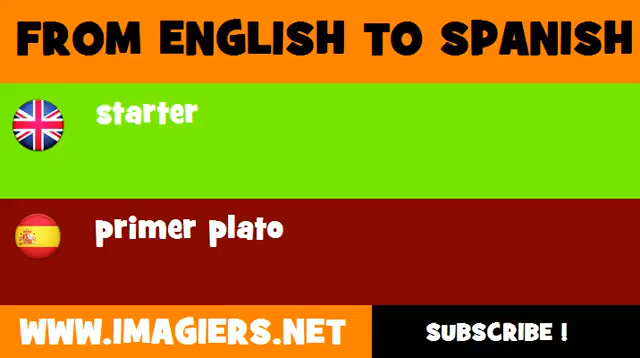 FROM ENGLISH TO SPANISH
starter
primer plato
WWW.IMAGIERS.NET
SUBSCRIBE !